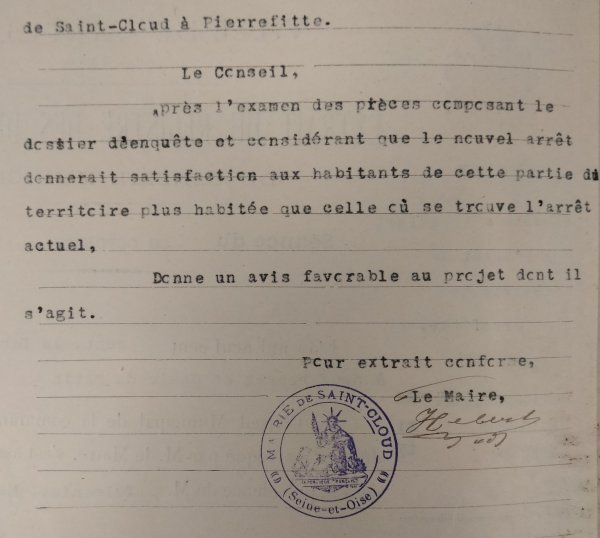 de Saint-Cloud à Pierrefitte.
Le Conseil,
Après l'examen des pièces composant le
dossier d'enquête et considérant que le nouvel arrêt
donnerait satisfaction aux habitants de cette partie du
territoire plus habitée que celle où se trouve l'arrêt
actuel,
Donne un avis favorable au projet dont il
s'agit.
Pour extrait conforme,
Le Maire,
Hebert
MAIRIE DE SAINT-CLOUD
(Seine-et-Oise)